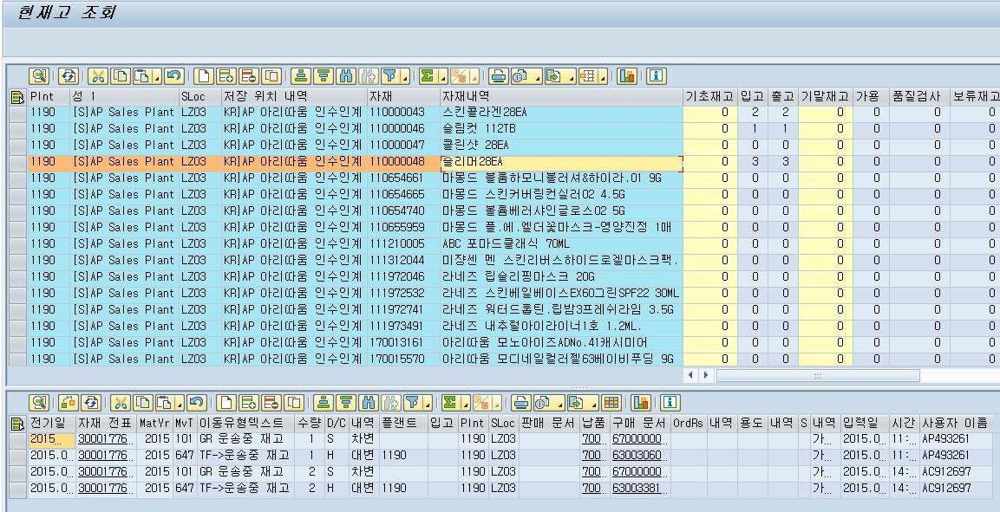 현재고 조회
Plnt 성 1 SLoc 저장 위치 내역 자재 자재내역 기초재고 입고 출고 기말재고 가용 품질검사 보류재고
1190 [S]AP Sales Plant LZ03 KR]AP 아리따움 인수인계 110000043 스킨콜라겐28EA 0 2 2 0 0 0 0
1190 [S]AP Sales Plant LZ03 KR]AP 아리따움 인수인계 110000046 슬림컷 112TB 0 1 1 0 0 0 0
1190 [S]AP Sales Plant LZ03 KR]AP 아리따움 인수인계 110000047 클린샷 28EA 0 0 0 0 0 0 0
1190 [S]AP Sales Plant LZ03 KR]AP 아리따움 인수인계 110000048 슬리머28EA 0 3 3 0 0 0 0
1190 [S]AP Sales Plant LZ03 KR]AP 아리따움 인수인계 110654661 마몽드 블룸하모니블러셔&하이라.01 9G 0 0 0 0 0 0 0
1190 [S]AP Sales Plant LZ03 KR]AP 아리따움 인수인계 110654665 마몽드 스킨커버링컨실러02 4.5G 0 0 0 0 0 0 0
1190 [S]AP Sales Plant LZ03 KR]AP 아리따움 인수인계 110654740 마몽드 볼륨베러샤인글로스02 5G 0 0 0 0 0 0 0
1190 [S]AP Sales Plant LZ03 KR]AP 아리따움 인수인계 110655959 마몽드 플.에.엘더꽃마스크-영양진정 1매 0 0 0 0 0 0 0
1190 [S]AP Sales Plant LZ03 KR]AP 아리따움 인수인계 111210005 ABC 포마드클래식 70ML 0 0 0 0 0 0 0
1190 [S]AP Sales Plant LZ03 KR]AP 아리따움 인수인계 111312044 미쟝센 멘 스킨리버스하이드로겔마스크팩. 0 0 0 0 0 0 0
1190 [S]AP Sales Plant LZ03 KR]AP 아리따움 인수인계 111972046 라네즈 립슬리핑마스크 20G 0 0 0 0 0 0 0
1190 [S]AP Sales Plant LZ03 KR]AP 아리따움 인수인계 111972532 라네즈 스킨베일베이스EX60그린SPF22 30ML 0 0 0 0 0 0 0
1190 [S]AP Sales Plant LZ03 KR]AP 아리따움 인수인계 111972741 라네즈 워터드롭틴.립밤3프레쉬라임 3.5G 0 0 0 0 0 0 0
1190 [S]AP Sales Plant LZ03 KR]AP 아리따움 인수인계 111973491 라네즈 내추럴아이라이너1호 1.2ML. 0 0 0 0 0 0 0
1190 [S]AP Sales Plant LZ03 KR]AP 아리따움 인수인계 170013161 아리따움 모노아이즈ADNo.41캐시미어 0 0 0 0 0 0 0
1190 [S]AP Sales Plant LZ03 KR]AP 아리따움 인수인계 170015570 아리따움 모디네일컬러젤63베이비푸딩 9G 0 0 0 0 0 0 0
전기일 자재 전표 MatYr MvT 이동유형텍스트 수량 D/C 내역 플랜트 입고 Plnt SLoc 판매 문서 납품 구매 문서 OrdRs 내역 용도 내역 S 내역 입력일 시간 사용자 이름
2015… 30001776… 2015 101 GR 운송중 재고 1 S 차변 1190 LZ03 700… 67000000… 가… 2015.0… 11:… AP493261
2015.0… 30001776… 2015 647 TF->운송중 재고 1 H 대변 1190 1190 LZ03 700… 63003060… 가… 2015.0… 11:… AP493261
2015.0… 30001776… 2015 101 GR 운송중 재고 2 S 차변 1190 LZ03 700… 67000000… 가… 2015.0… 14:… AC912697
2015.0… 30001776… 2015 647 TF->운송중 재고 2 H 대변 1190 1190 LZ03 700… 63003381… 가… 2015.0… 14:… AC912697